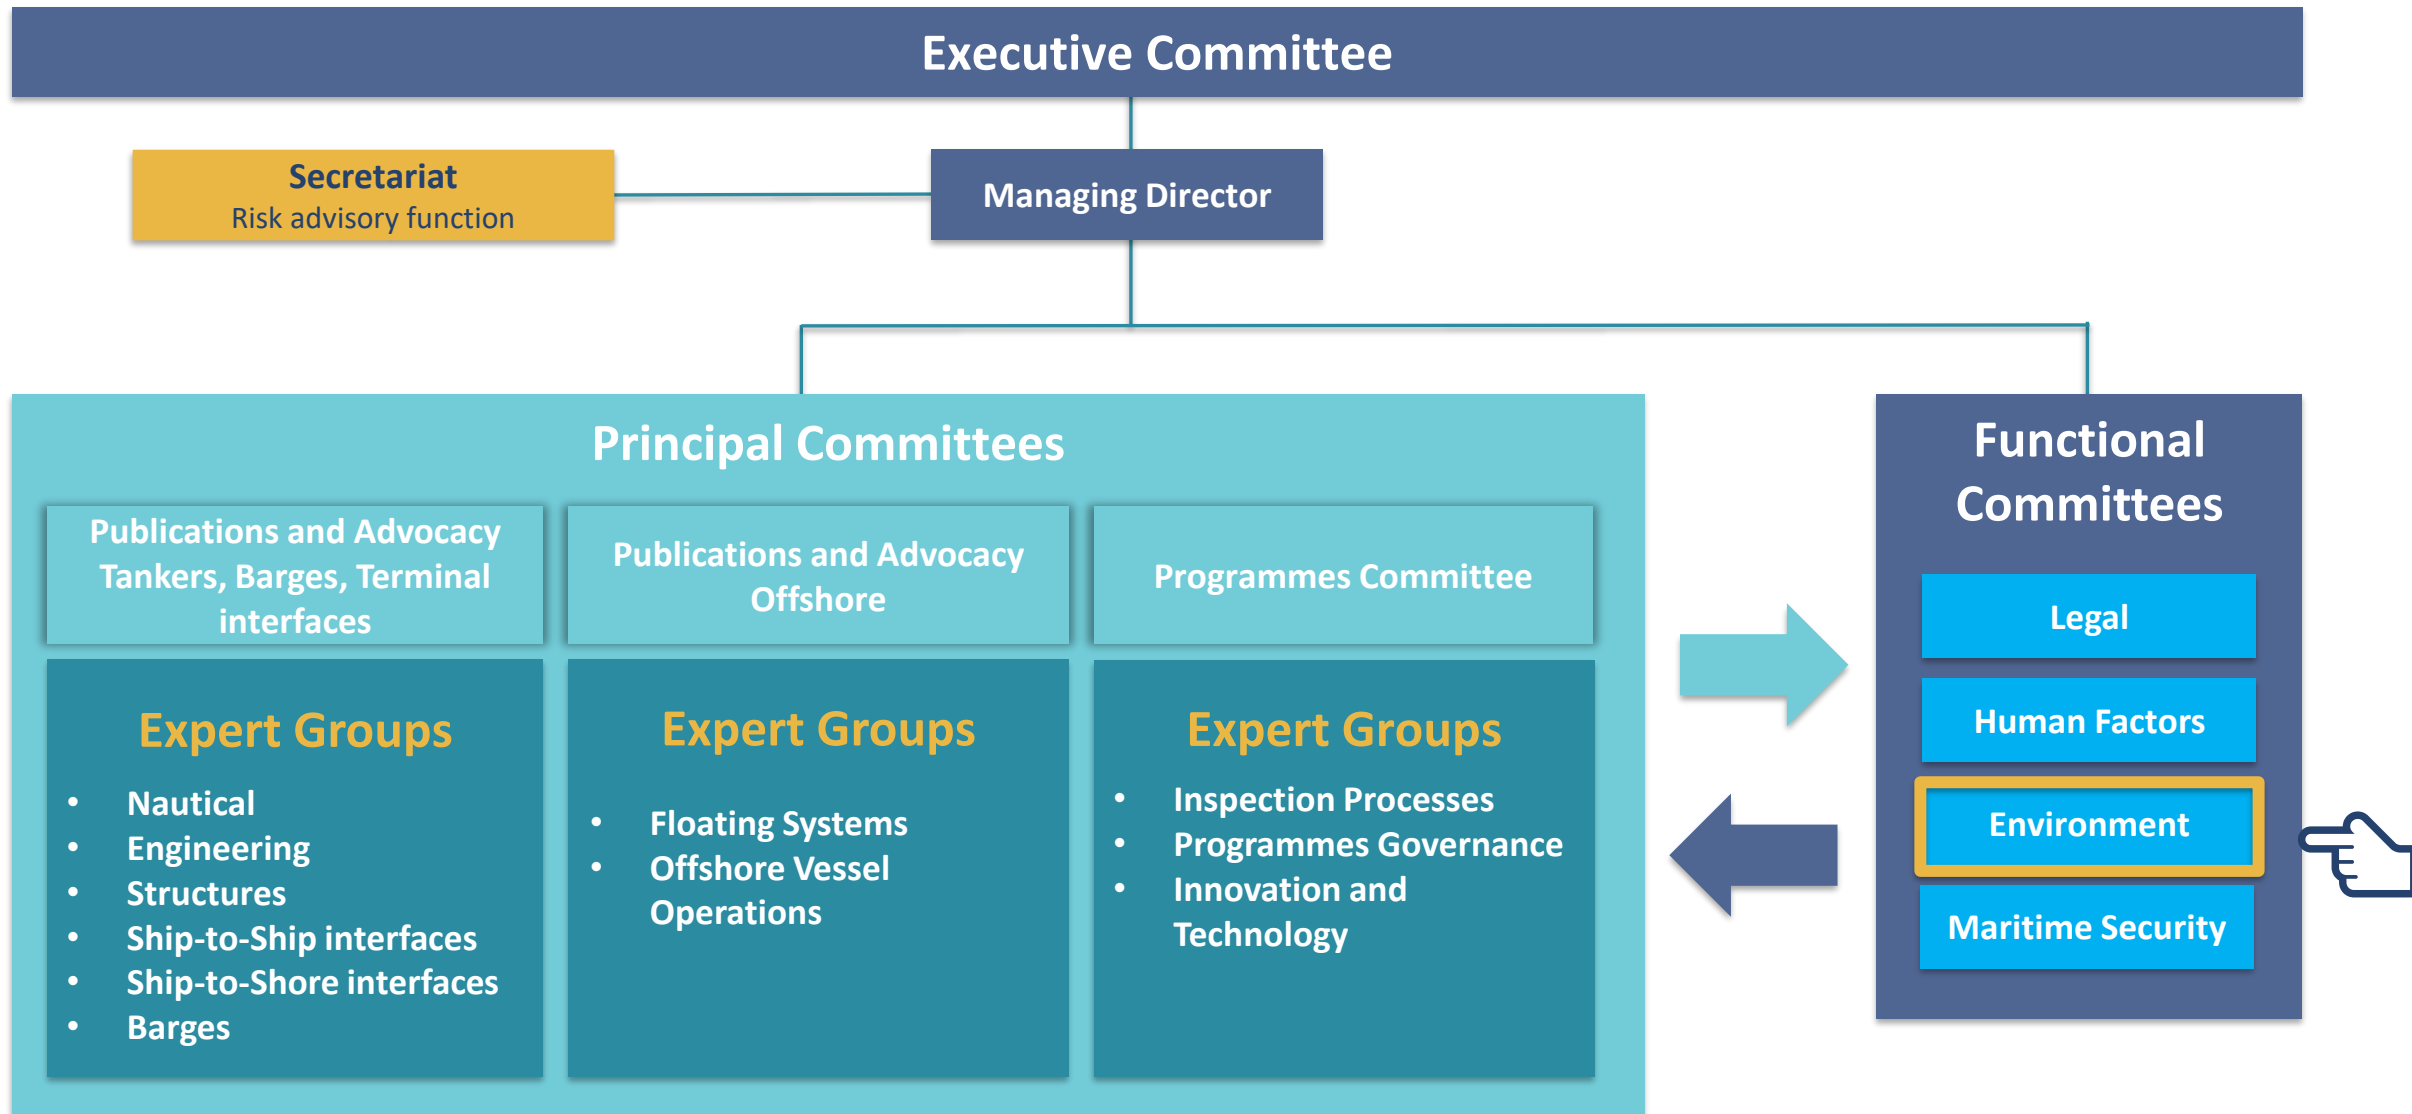 Executive Committee
Secretariat
Risk advisory function
Managing Director
Principal Committees
Publications and Advocacy
Tankers, Barges, Terminal
interfaces
Publications and Advocacy
Offshore
Programmes Committee
Expert Groups
• Nautical
• Engineering
• Structures
• Ship-to-Ship interfaces
• Ship-to-Shore interfaces
• Barges
Expert Groups
• Floating Systems
• Offshore Vessel
Operations
Expert Groups
• Inspection Processes
• Programmes Governance
• Innovation and
Technology
Functional
Committees
Legal
Human Factors
Environment
Maritime Security